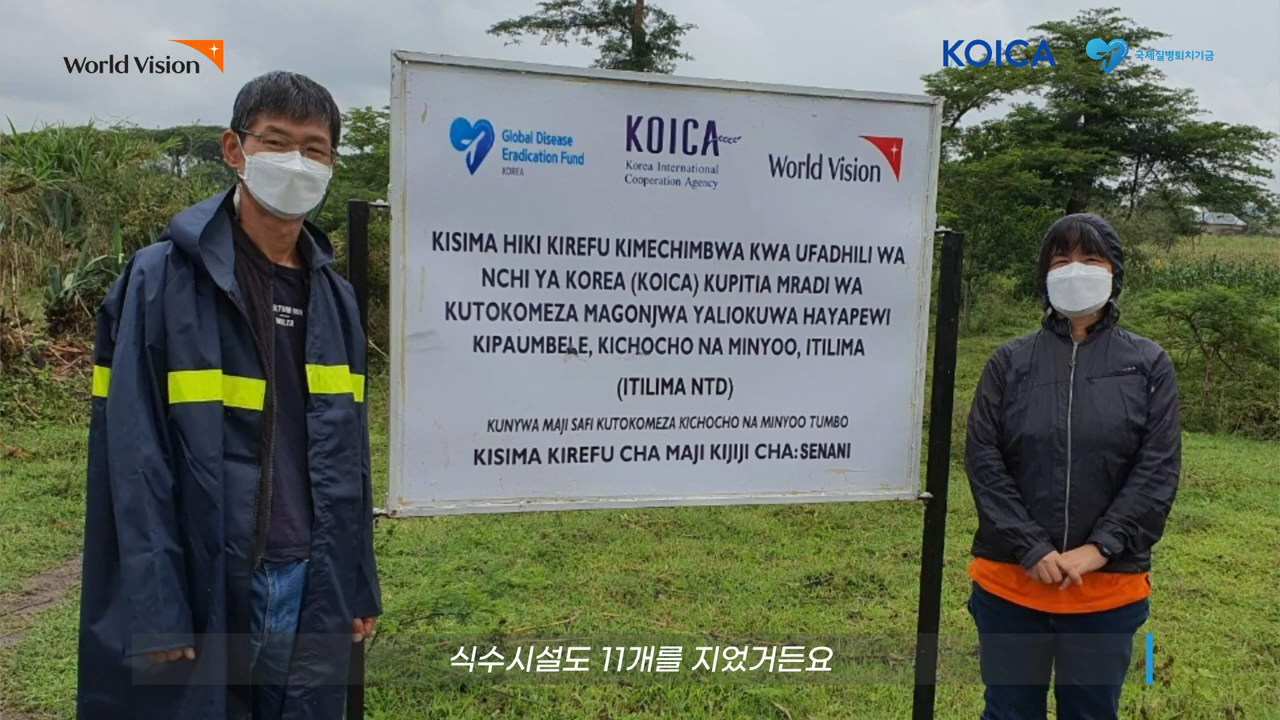 World Vision
KOICA 국제질병퇴치기금
Global Disease
Eradication Fund
KOREA
KOICA
Korea International
Cooperation Agency
World Vision
KISIMA HIKI KIREFU KIMECHIMBWA KWA UFADHILI WA
NCHI YA KOREA (KOICA) KUPITIA MRADI WA
KUTOKOMEZA MAGONJWA YALIOKUWA HAYAPEWI
KIPAUMBELE, KICHOCHO NA MINYOO, ITILIMA
(ITILIMA NTD)
KUNYWA MAJI SAFI KUTOKOMEZA KICHOCHO NA MINYOO TUMBO
KISIMA KIREFU CHA MAJI KIJIJI CHA: SENANI
식수시설도 11개를 지었거든요